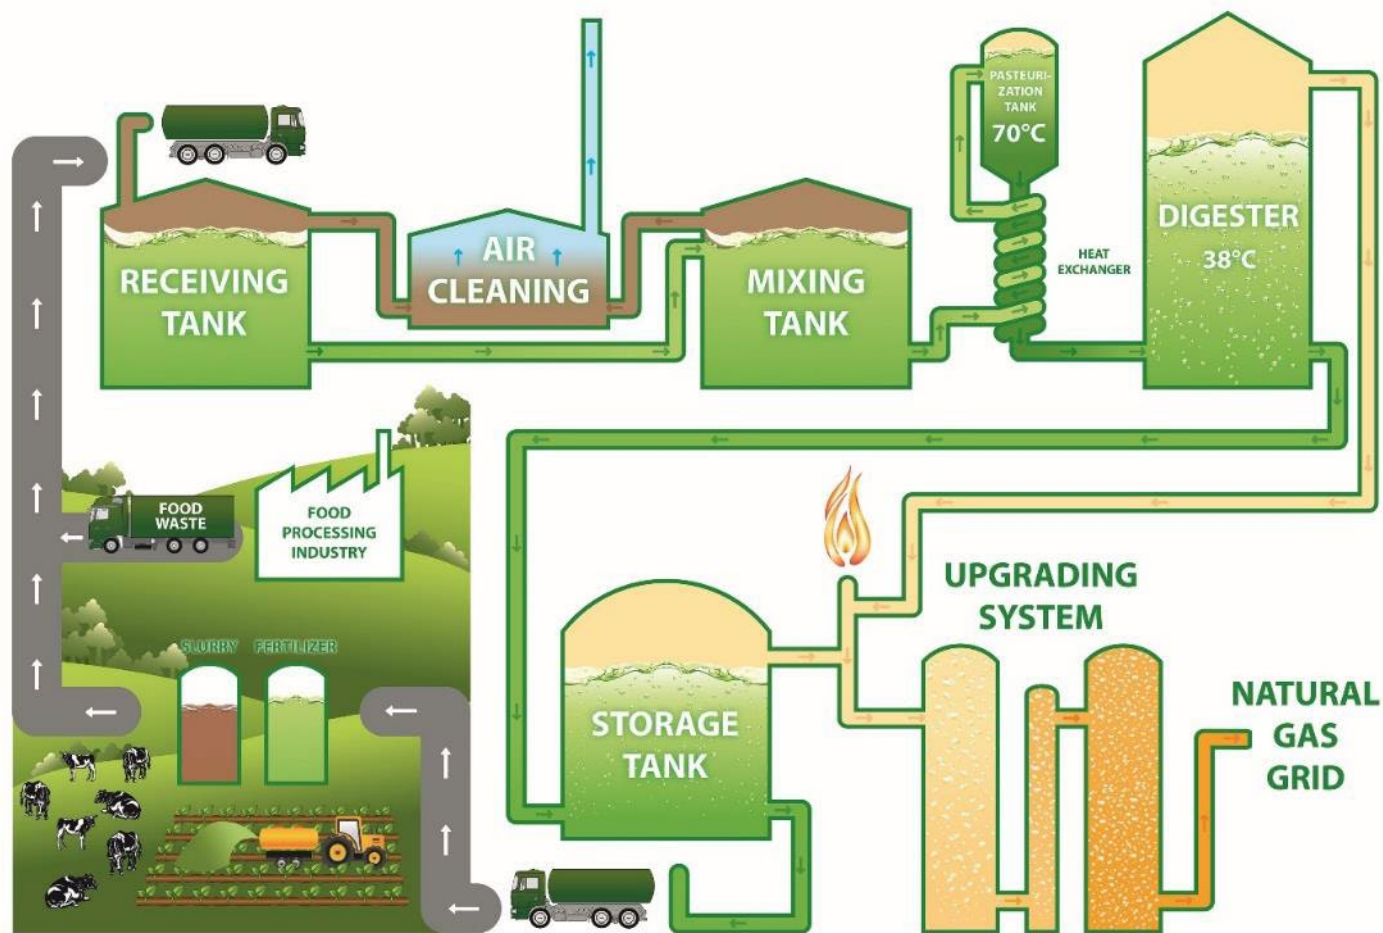 PASTEURI-
ZATION
TANK
70°C
DIGESTER
38°C
HEAT
EXCHANGER
RECEIVING
TANK
AIR
CLEANING
MIXING
TANK
FOOD
WASTE
FOOD
PROCESSING
INDUSTRY
SLURRY
FERTILIZER
STORAGE
TANK
UPGRADING
SYSTEM
NATURAL
GAS
GRID